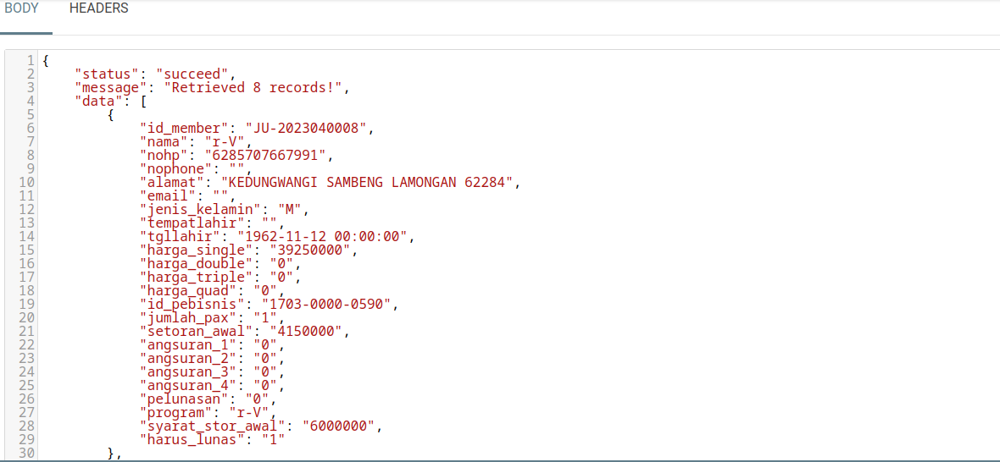 BODY HEADERS
1 {
2 "status": "succeed",
3 "message": "Retrieved 8 records!",
4 "data": [
5 {
6 "id_member": "JU-2023040008",
7 "nama": "r-V",
8 "nohp": "6285707667991",
9 "nophone": "",
10 "alamat": "KEDUNGWANGI SAMBENG LAMONGAN 62284",
11 "email": "",
12 "jenis_kelamin": "M",
13 "tempatlahir": "",
14 "tgllahir": "1962-11-12 00:00:00",
15 "harga_single": "39250000",
16 "harga_double": "0",
17 "harga_triple": "0",
18 "harga_quad": "0",
19 "id_pebisnis": "1703-0000-0590",
20 "jumlah_pax": "1",
21 "setoran_awal": "4150000",
22 "angsuran_1": "0",
23 "angsuran_2": "0",
24 "angsuran_3": "0",
25 "angsuran_4": "0",
26 "pelunasan": "0",
27 "program": "r-V",
28 "syarat_stor_awal": "6000000",
29 "harus_lunas": "1"
30 },